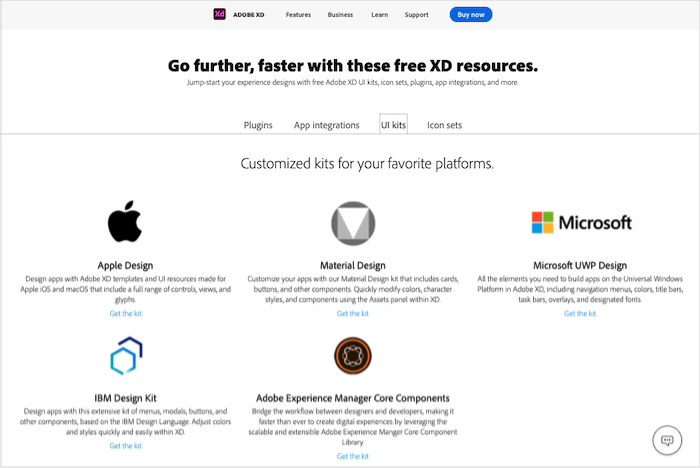 Xd ADOBE XD Features Business Learn Support Buy now
Go further, faster with these free XD resources.
Jump-start your experience designs with free Adobe XD UI kits, icon sets, plugins, app integrations, and more.
Plugins App integrations UI kits Icon sets
Customized kits for your favorite platforms.
Apple Design
Design apps with Adobe XD templates and UI resources made for
Apple iOS and macOS that include a full range of controls, views, and
glyphs.
Get the kit
Material Design
Customize your apps with our Material Design kit that includes cards,
buttons, and other components. Quickly modify colors, character
styles, and components using the Assets panel within XD.
Get the kit
Microsoft
Microsoft UWP Design
All the elements you need to build apps on the Universal Windows
Platform in Adobe XD, including navigation menus, colors, title bars,
task bars, overlays, and designated fonts.
Get the kit
IBM Design Kit
Design apps with this extensive kit of menus, modals, buttons, and
other components, based on the IBM Design Language. Adjust colors
and styles quickly and easily within XD.
Get the kit
Adobe Experience Manager Core Components
Bridge the workflow between designers and developers, making it
faster than ever to create digital experiences by leveraging the
scalable and extensible Adobe Experience Manger Core Component
Library.
Get the kit